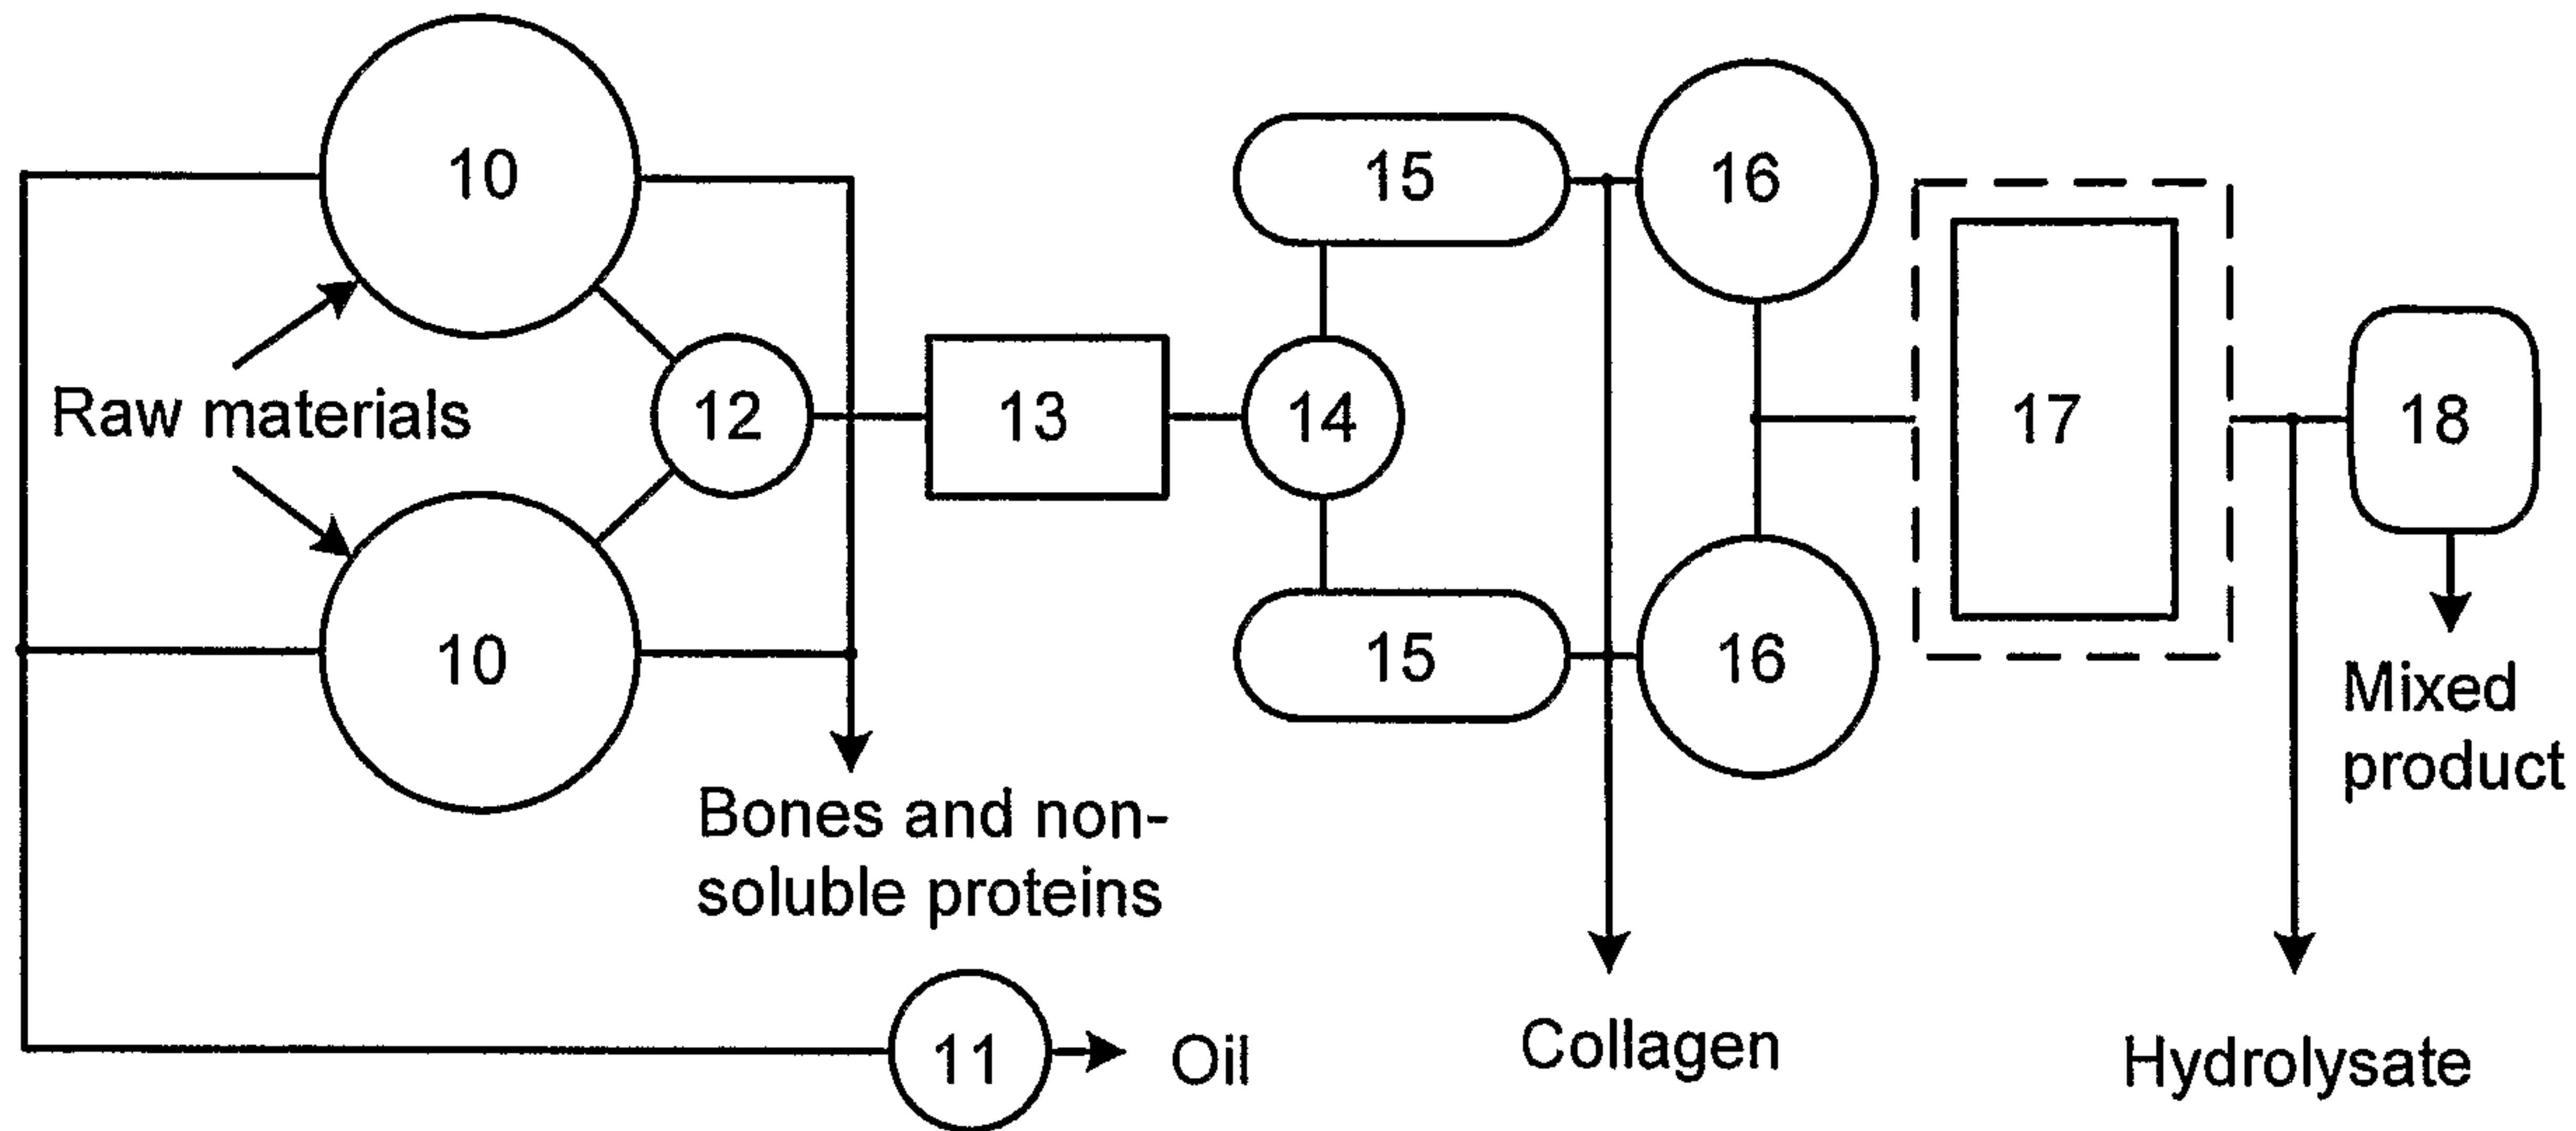 10
15
16
Raw materials
12
13
14
17
18
10
15
16
Mixed
product
Bones and non-
soluble proteins
11
Oil
Collagen
Hydrolysate